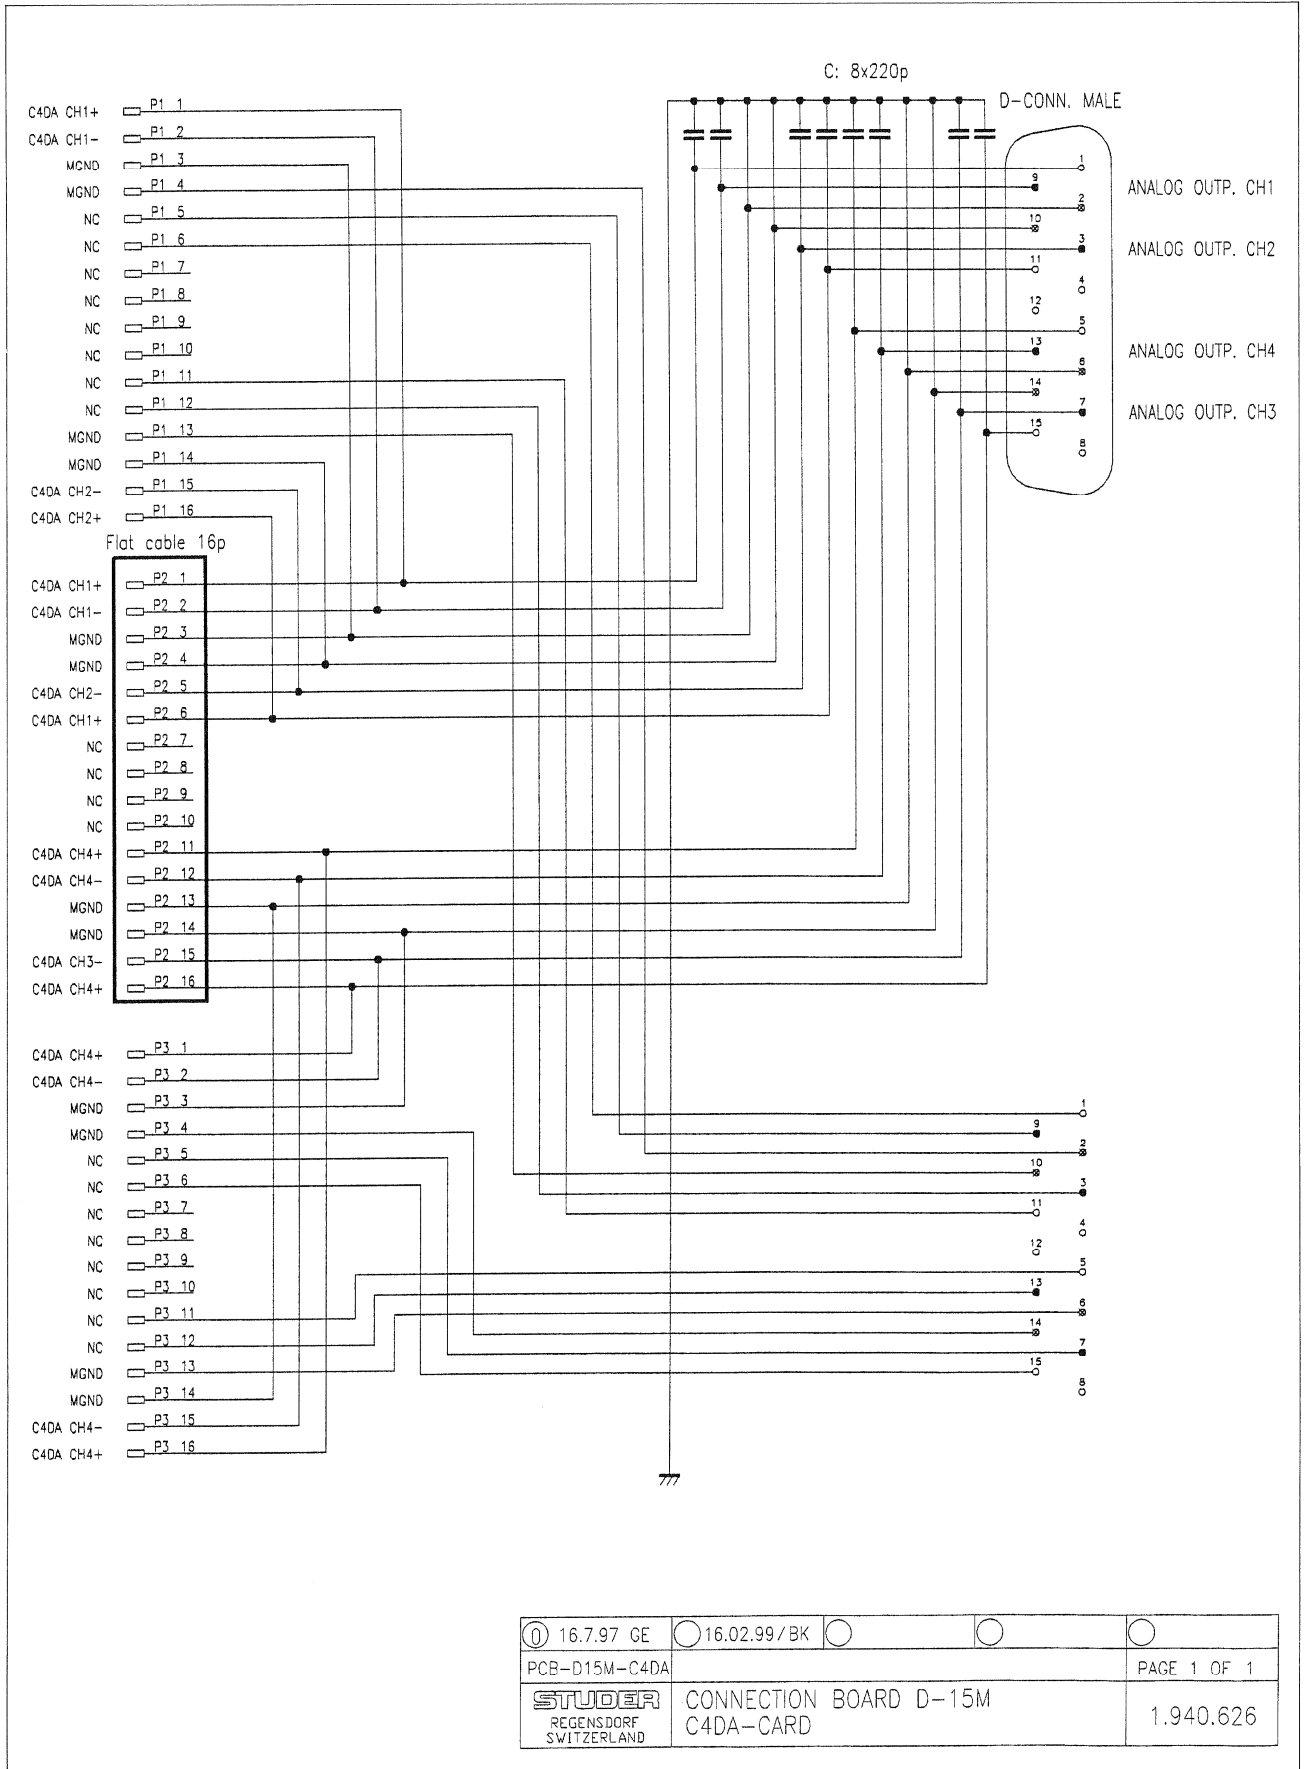 C: 8x220p
D-CONN. MALE
C4DA CH1+ P1 1
C4DA CH1- P1 2
MGND P1 3
MGND P1 4
NC P1 5
NC P1 6
NC P1 7
NC P1 8
NC P1 9
NC P1 10
NC P1 11
NC P1 12
MGND P1 13
MGND P1 14
C4DA CH2- P1 15
C4DA CH2+ P1 16
1
9 ANALOG OUTP. CH1
2
10
3 ANALOG OUTP. CH2
11
4
12
5
13 ANALOG OUTP. CH4
6
14
7 ANALOG OUTP. CH3
15
8
Flat cable 16p
C4DA CH1+ P2 1
C4DA CH1- P2 2
MGND P2 3
MGND P2 4
C4DA CH2- P2 5
C4DA CH1+ P2 6
NC P2 7
NC P2 8
NC P2 9
NC P2 10
C4DA CH4+ P2 11
C4DA CH4- P2 12
MGND P2 13
MGND P2 14
C4DA CH3- P2 15
C4DA CH4+ P2 16
C4DA CH4+ P3 1
C4DA CH4- P3 2
MGND P3 3
MGND P3 4
NC P3 5
NC P3 6
NC P3 7
NC P3 8
NC P3 9
NC P3 10
NC P3 11
NC P3 12
MGND P3 13
MGND P3 14
C4DA CH4- P3 15
C4DA CH4+ P3 16
1
9
2
10
3
11
4
12
5
13
6
14
7
15
8
0 16.7.97 GE 16.02.99/BK
PCB-D15M-C4DA PAGE 1 OF 1
STUDER
REGENSDORF
SWITZERLAND
CONNECTION BOARD D-15M
C4DA-CARD
1.940.626